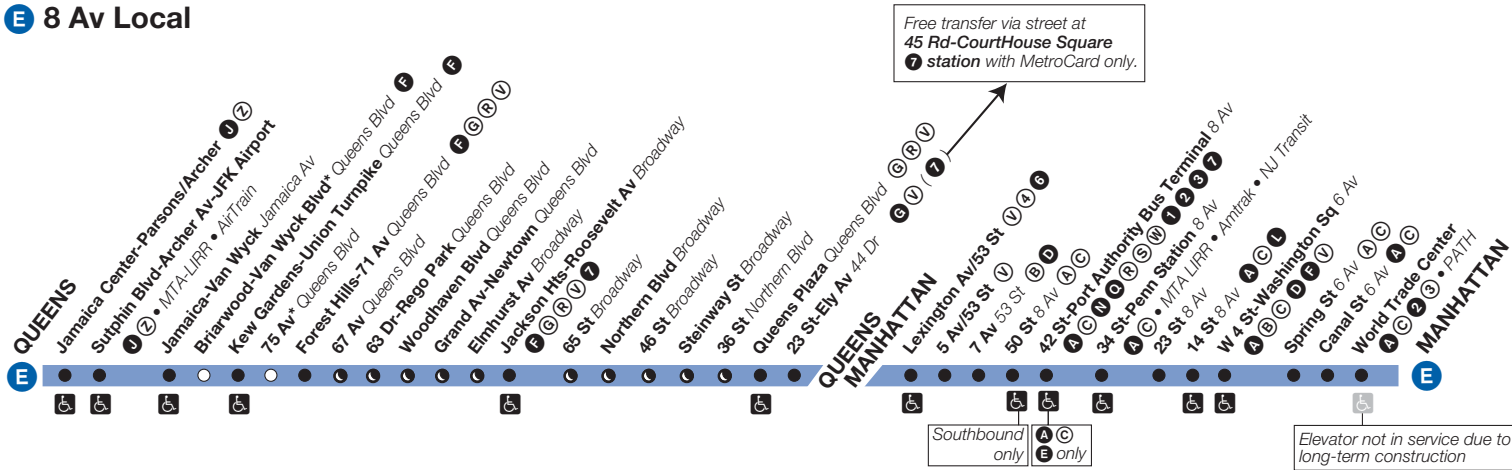 E 8 Av Local
Free transfer via street at
45 Rd-CourtHouse Square
7 station with MetroCard only.
QUEENS
Jamaica Center-Parsons/Archer J Z
Sutphin Blvd-Archer Av-JFK Airport
J Z • MTA-LIRR • AirTrain
Jamaica-Van Wyck Jamaica Av
Briarwood-Van Wyck Blvd* Queens Blvd F
Kew Gardens-Union Turnpike Queens Blvd F
75 Av* Queens Blvd
Forest Hills-71 Av Queens Blvd F G R V
67 Av Queens Blvd
63 Dr-Rego Park Queens Blvd
Woodhaven Blvd Queens Blvd
Grand Av-Newtown Queens Blvd
Elmhurst Av Broadway
Jackson Hts-Roosevelt Av Broadway
F G R V 7
65 St Broadway
Northern Blvd Broadway
46 St Broadway
Steinway St Broadway
36 St Northern Blvd
Queens Plaza Queens Blvd G R V
23 St-Ely Av 44 Dr G V ( 7 )
QUEENS
MANHATTAN
Lexington Av/53 St V 4 6
5 Av/53 St V
7 Av 53 St B D
50 St 8 Av A C
42 St-Port Authority Bus Terminal 8 Av
A C N Q R S W 1 2 3 7
34 St-Penn Station 8 Av
A C • MTA LIRR • Amtrak • NJ Transit
23 St 8 Av
14 St 8 Av A C L
W 4 St-Washington Sq 6 Av
A B C D F V
Spring St 6 Av A C
Canal St 6 Av A C
World Trade Center
A C 2 3 • PATH
MANHATTAN
E
E
Southbound
only
A C
E only
Elevator not in service due to
long-term construction